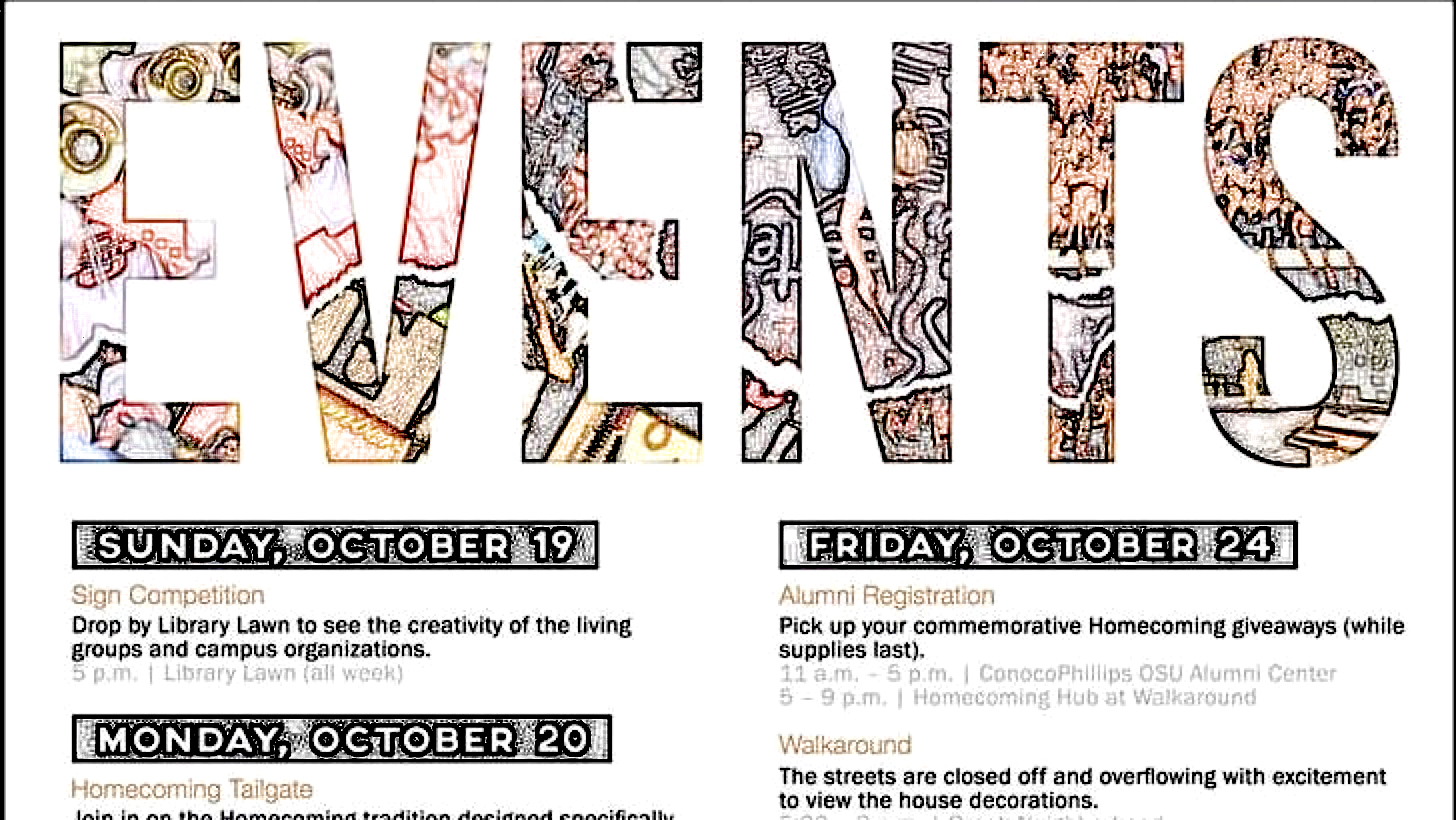 EVENTS
SUNDAY, OCTOBER 19
Sign Competition
Drop by Library Lawn to see the creativity of the living
groups and campus organizations.
5 p.m. | Library Lawn (all week)
MONDAY, OCTOBER 20
Homecoming Tailgate
Join in on the Homecoming tradition designed specifically
FRIDAY, OCTOBER 24
Alumni Registration
Pick up your commemorative Homecoming giveaways (while
supplies last).
11 a.m. – 5 p.m. | ConocoPhillips OSU Alumni Center
5 – 9 p.m. | Homecoming Hub at Walkaround
Walkaround
The streets are closed off and overflowing with excitement
to view the house decorations.